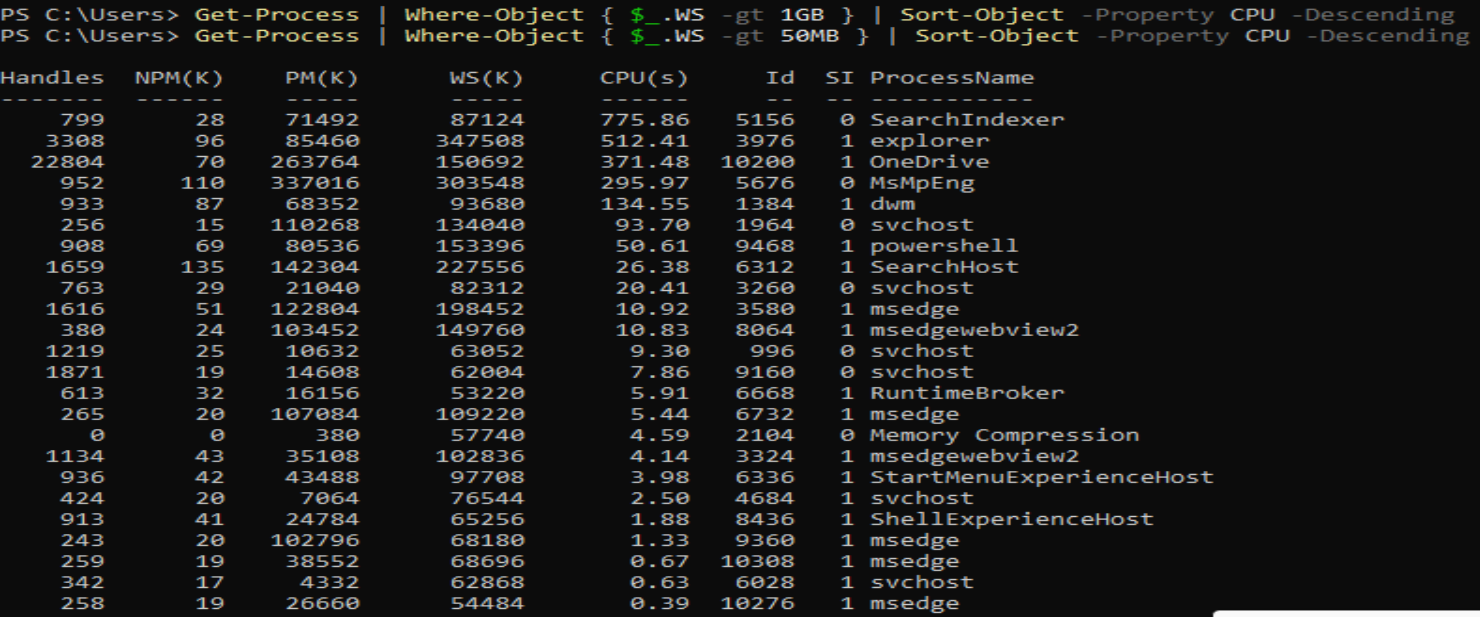 PS C:\Users> Get-Process | Where-Object { $_.WS -gt 1GB } | Sort-Object -Property CPU -Descending
PS C:\Users> Get-Process | Where-Object { $_.WS -gt 50MB } | Sort-Object -Property CPU -Descending
Handles NPM(K) PM(K) WS(K) CPU(s) Id SI ProcessName
------- ------ ----- ----- ------ -- -- -----------
799 28 71492 87124 775.86 5156 0 SearchIndexer
3308 96 85460 347508 512.41 3976 1 explorer
22804 70 263764 150692 371.48 10200 1 OneDrive
952 110 337016 303548 295.97 5676 0 MsMpEng
933 87 68352 93680 134.55 1384 1 dwm
256 15 110268 134040 93.70 1964 0 svchost
908 69 80536 153396 50.61 9468 1 powershell
1659 135 142304 227556 26.38 6312 1 SearchHost
763 29 21040 82312 20.41 3260 0 svchost
1616 51 122804 198452 10.92 3580 1 msedge
380 24 103452 149760 10.83 8064 1 msedgewebview2
1219 25 10632 63052 9.30 996 0 svchost
1871 19 14608 62004 7.86 9160 0 svchost
613 32 16156 53220 5.91 6668 1 RuntimeBroker
265 20 107084 109220 5.44 6732 1 msedge
0 0 380 57740 4.59 2104 0 Memory Compression
1134 43 35108 102836 4.14 3324 1 msedgewebview2
936 42 43488 97708 3.98 6336 1 StartMenuExperienceHost
424 20 7064 76544 2.50 4684 1 svchost
913 41 24784 65256 1.88 8436 1 ShellExperienceHost
243 20 102796 68180 1.33 9360 1 msedge
259 19 38552 68696 0.67 10308 1 msedge
342 17 4332 62868 0.63 6028 1 svchost
258 19 26660 54484 0.39 10276 1 msedge